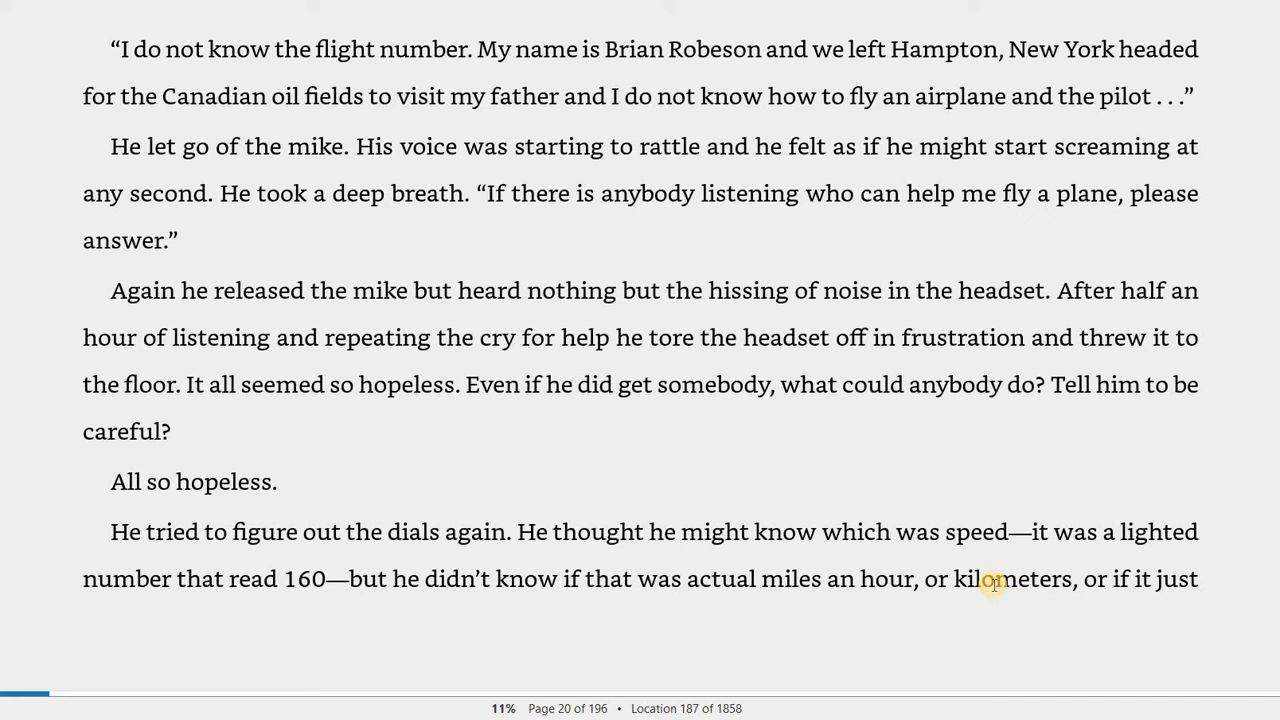 “I do not know the flight number. My name is Brian Robeson and we left Hampton, New York headed
for the Canadian oil fields to visit my father and I do not know how to fly an airplane and the pilot . . .”
He let go of the mike. His voice was starting to rattle and he felt as if he might start screaming at
any second. He took a deep breath. “If there is anybody listening who can help me fly a plane, please
answer.”
Again he released the mike but heard nothing but the hissing of noise in the headset. After half an
hour of listening and repeating the cry for help he tore the headset off in frustration and threw it to
the floor. It all seemed so hopeless. Even if he did get somebody, what could anybody do? Tell him to be
careful?
All so hopeless.
He tried to figure out the dials again. He thought he might know which was speed—it was a lighted
number that read 160—but he didn’t know if that was actual miles an hour, or kilometers, or if it just
11% Page 20 of 196 • Location 187 of 1858